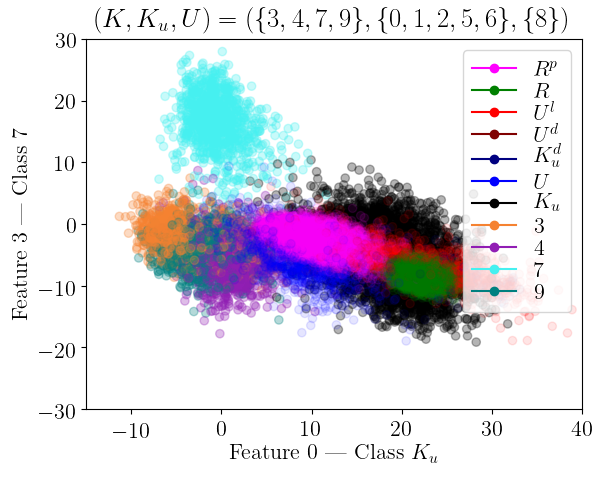 (K, K_u, U) = ({3, 4, 7, 9}, {0, 1, 2, 5, 6}, {8})
30
20
10
0
−10
−20
−30
Feature 3 — Class 7
R^p
R
U^l
U^d
K_u^d
U
K_u
3
4
7
9
−10
0
10
20
30
40
Feature 0 — Class K_u